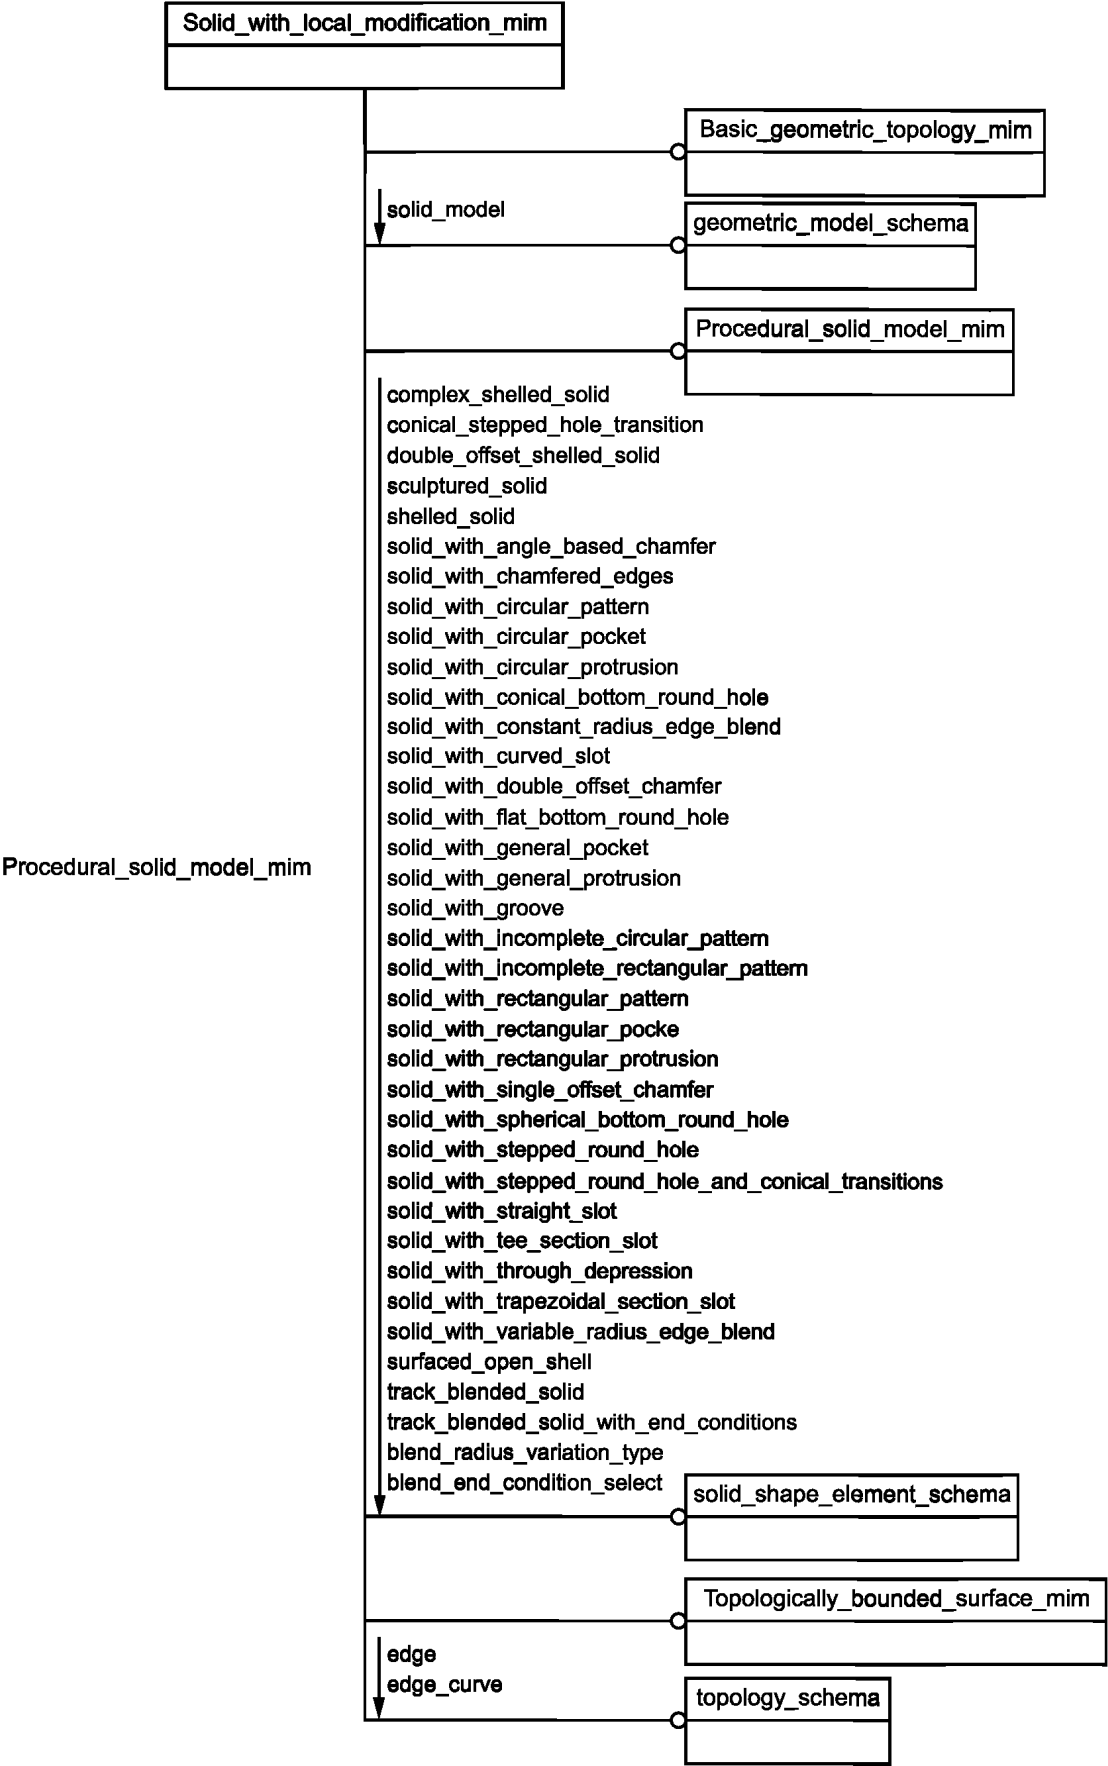 Solid_with_local_modification_mim
Basic_geometric_topology_mim
solid_model
geometric_model_schema
Procedural_solid_model_mim
complex_shelled_solid
conical_stepped_hole_transition
double_offset_shelled_solid
sculptured_solid
shelled_solid
solid_with_angle_based_chamfer
solid_with_chamfered_edges
solid_with_circular_pattern
solid_with_circular_pocket
solid_with_circular_protrusion
solid_with_conical_bottom_round_hole
solid_with_constant_radius_edge_blend
solid_with_curved_slot
solid_with_double_offset_chamfer
solid_with_flat_bottom_round_hole
solid_with_general_pocket
Procedural_solid_model_mim
solid_with_general_protrusion
solid_with_groove
solid_with_incomplete_circular_pattern
solid_with_incomplete_rectangular_pattern
solid_with_rectangular_pattern
solid_with_rectangular_pocke
solid_with_rectangular_protrusion
solid_with_single_offset_chamfer
solid_with_spherical_bottom_round_hole
solid_with_stepped_round_hole
solid_with_stepped_round_hole_and_conical_transitions
solid_with_straight_slot
solid_with_tee_section_slot
solid_with_through_depression
solid_with_trapezoidal_section_slot
solid_with_variable_radius_edge_blend
surfaced_open_shell
track_blended_solid
track_blended_solid_with_end_conditions
blend_radius_variation_type
blend_end_condition_select
solid_shape_element_schema
Topologically_bounded_surface_mim
edge
edge_curve
topology_schema